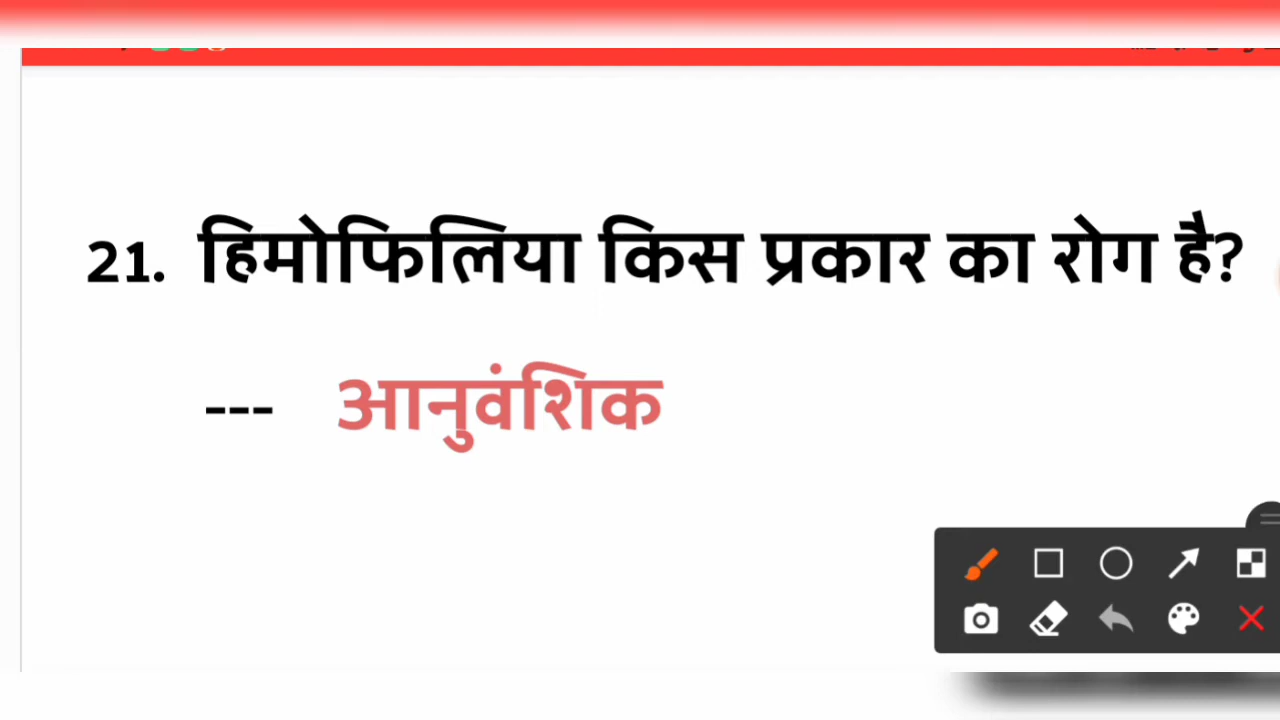 21. हिमोफिलिया किस प्रकार का रोग है?
--- आनुवंशिक